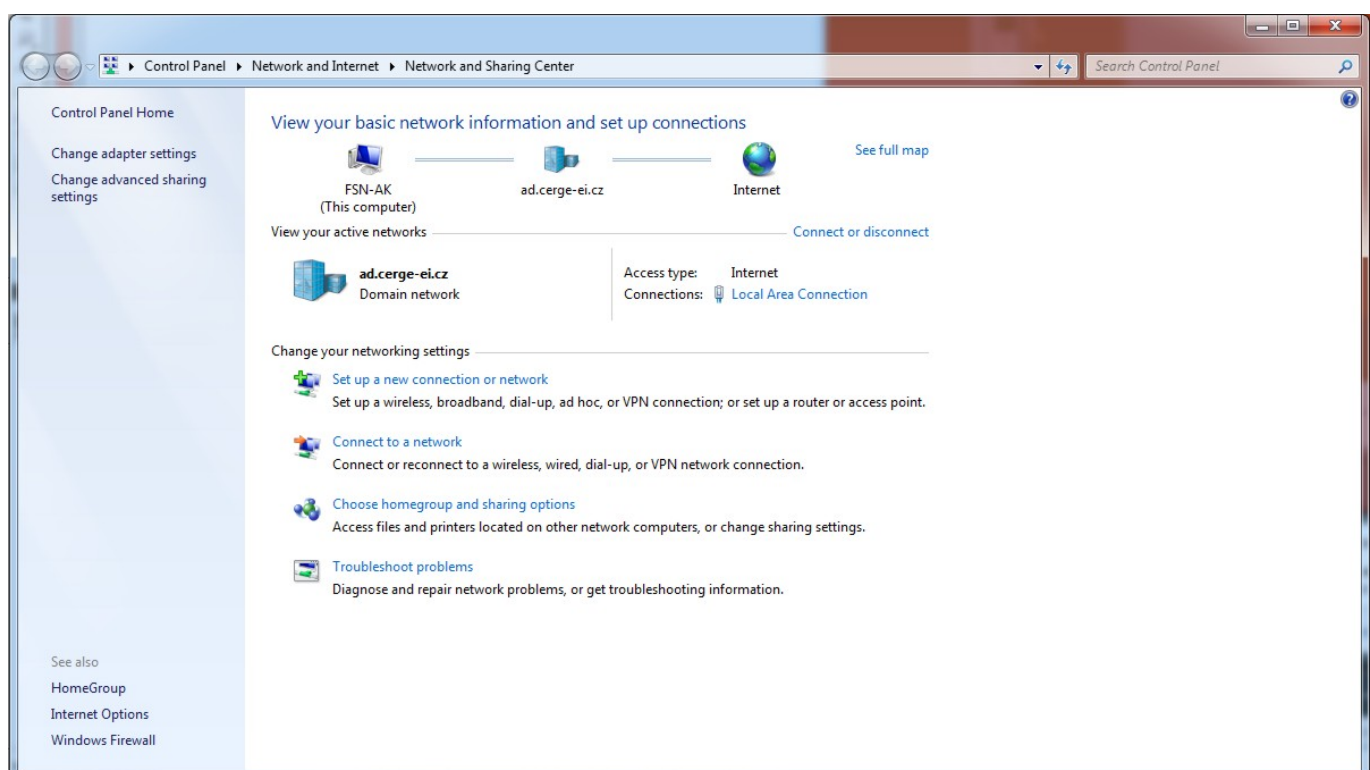 Control Panel ▸ Network and Internet ▸ Network and Sharing Center
Search Control Panel
Control Panel Home
Change adapter settings
Change advanced sharing
settings
View your basic network information and set up connections
See full map
FSN-AK
(This computer)
ad.cerge-ei.cz
Internet
View your active networks
Connect or disconnect
ad.cerge-ei.cz
Domain network
Access type: Internet
Connections: Local Area Connection
Change your networking settings
Set up a new connection or network
Set up a wireless, broadband, dial-up, ad hoc, or VPN connection; or set up a router or access point.
Connect to a network
Connect or reconnect to a wireless, wired, dial-up, or VPN network connection.
Choose homegroup and sharing options
Access files and printers located on other network computers, or change sharing settings.
Troubleshoot problems
Diagnose and repair network problems, or get troubleshooting information.
See also
HomeGroup
Internet Options
Windows Firewall